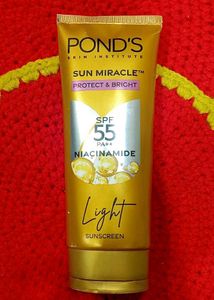 POND'S
SKIN INSTITUTE
SUN MIRACLE™
PROTECT & BRIGHT
SPF
55
PA++
NIACINAMIDE
Light
SUNSCREEN